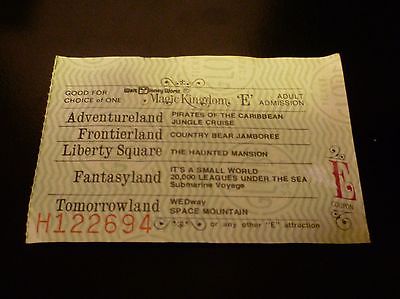 GOOD FOR
CHOICE of ONE
Walt Disney World
Magic Kingdom, 'E'
ADULT
ADMISSION
Adventureland PIRATES OF THE CARIBBEAN
JUNGLE CRUISE
Frontierland COUNTRY BEAR JAMBOREE
Liberty Square THE HAUNTED MANSION
Fantasyland IT'S A SMALL WORLD
20,000 LEAGUES UNDER THE SEA
Submarine Voyage
Tomorrowland WEDway
SPACE MOUNTAIN
E
COUPON
H122694 or any other "E" attraction